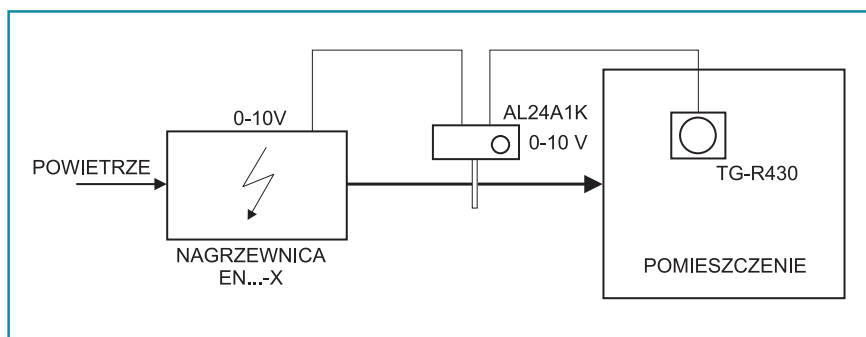 0-10V
AL24A1K
0-10 V
POWIETRZE
TG-R430
NAGRZEWNICA
EN...-X
POMIESZCZENIE